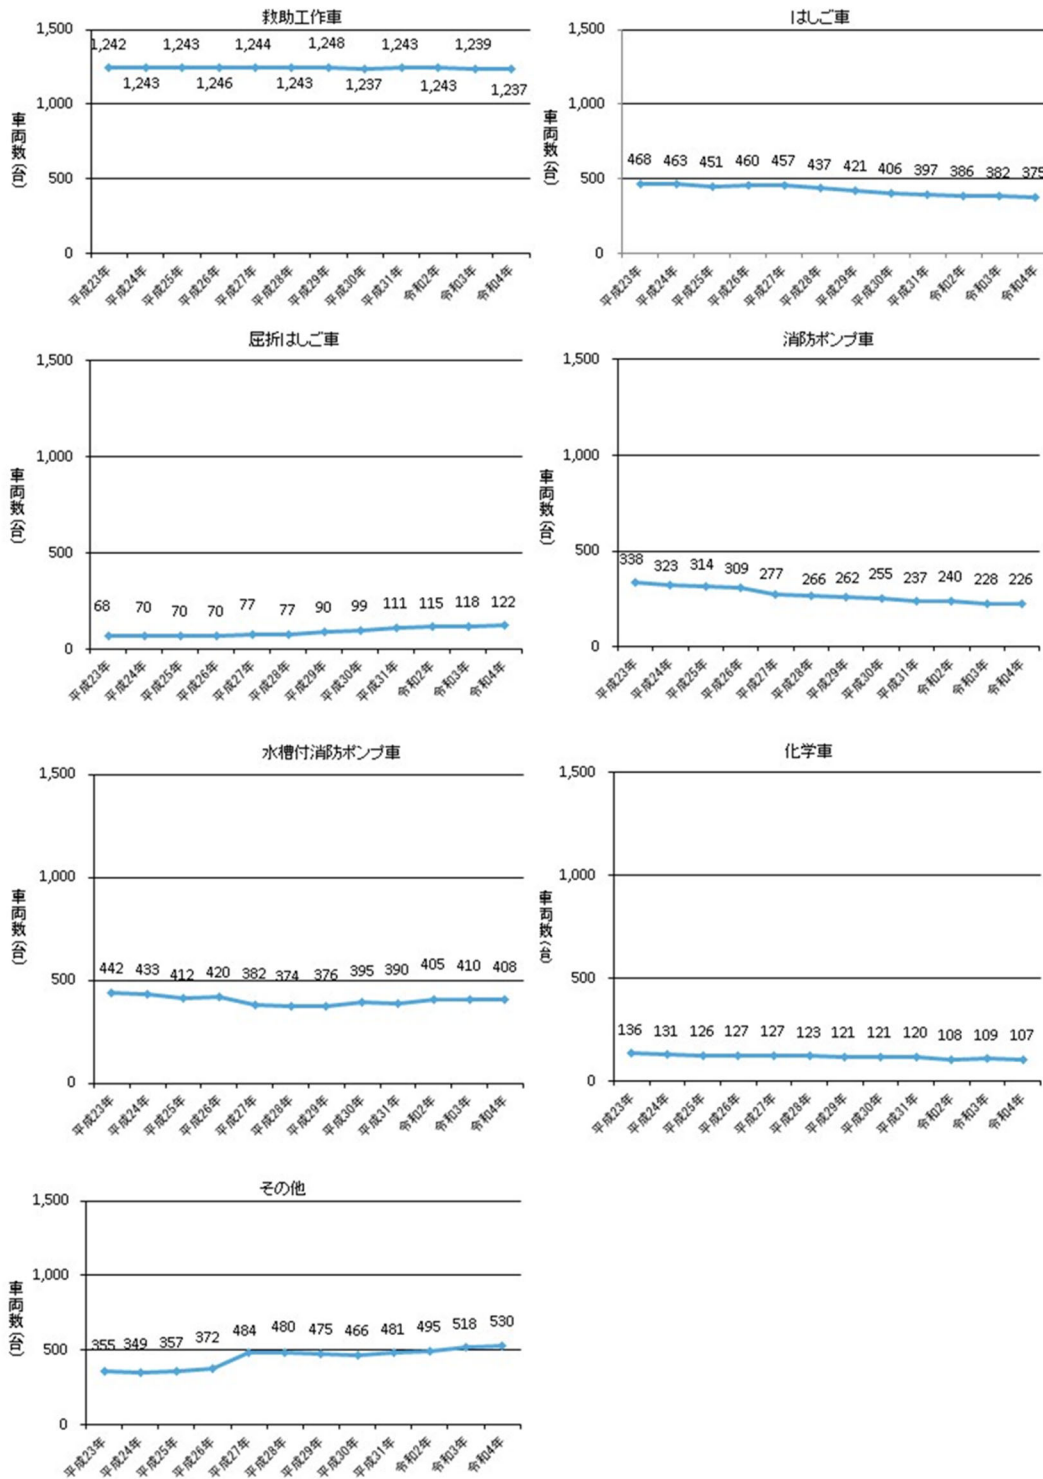 救助工作車
1,500
1,000
500
0
車両数(台)
1,242 1,243 1,244 1,248 1,243 1,239
1,243 1,246 1,243 1,237 1,243 1,237
平成23年 平成24年 平成25年 平成26年 平成27年 平成28年 平成29年 平成30年 平成31年 令和2年 令和3年 令和4年
はしご車
1,500
1,000
500
0
車両数(台)
468 463 451 460 457 437 421 406 397 386 382 375
平成23年 平成24年 平成25年 平成26年 平成27年 平成28年 平成29年 平成30年 平成31年 令和2年 令和3年 令和4年
屈折はしご車
1,500
1,000
500
0
車両数(台)
68 70 70 70 77 77 90 99 111 115 118 122
平成23年 平成24年 平成25年 平成26年 平成27年 平成28年 平成29年 平成30年 平成31年 令和2年 令和3年 令和4年
消防ポンプ車
1,500
1,000
500
0
車両数(台)
338 323 314 309 277 266 262 255 237 240 228 226
平成23年 平成24年 平成25年 平成26年 平成27年 平成28年 平成29年 平成30年 平成31年 令和2年 令和3年 令和4年
水槽付消防ポンプ車
1,500
1,000
500
0
車両数(台)
442 433 412 420 382 374 376 395 390 405 410 408
平成23年 平成24年 平成25年 平成26年 平成27年 平成28年 平成29年 平成30年 平成31年 令和2年 令和3年 令和4年
化学車
1,500
1,000
500
0
車両数(台)
136 131 126 127 127 123 121 121 120 108 109 107
平成23年 平成24年 平成25年 平成26年 平成27年 平成28年 平成29年 平成30年 平成31年 令和2年 令和3年 令和4年
その他
1,500
1,000
500
0
車両数(台)
355 349 357 372 484 480 475 466 481 495 518 530
平成23年 平成24年 平成25年 平成26年 平成27年 平成28年 平成29年 平成30年 平成31年 令和2年 令和3年 令和4年